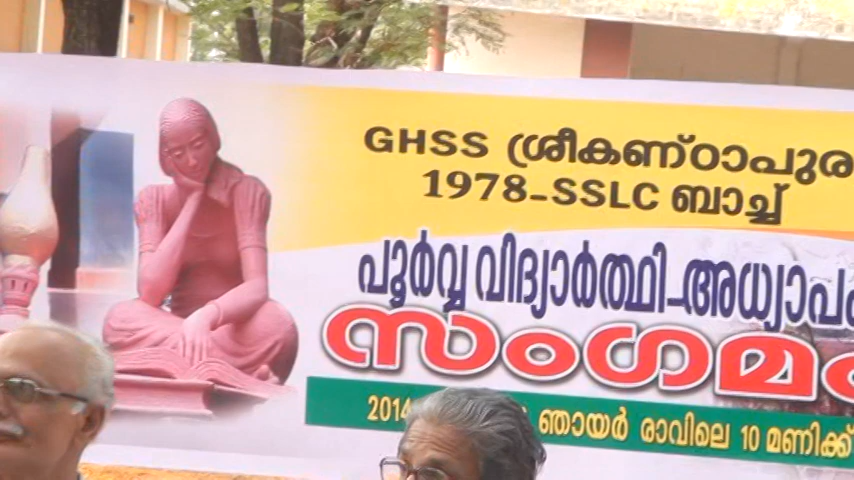 GHSS ശ്രീകണ്ഠാപുര
1978-SSLC ബാച്ച്
പൂർവ്വ വിദ്യാർത്ഥി-അധ്യാപ
സംഗമം
2014 ഞായർ രാവിലെ 10 മണിക്ക്